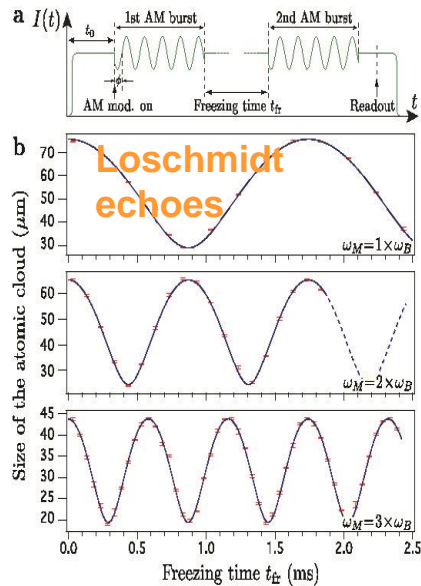 a I(t)
t₀
1st AM burst
2nd AM burst
ϕ
AM mod. on
Freezing time t_fr
Readout
t
b
Loschmidt
echoes
Size of the atomic cloud (μm)
70
60
50
40
30
ω_M=1×ω_B
60
50
40
30
ω_M=2×ω_B
45
40
35
30
25
20
ω_M=3×ω_B
0.0 0.5 1.0 1.5 2.0 2.5
Freezing time t_fr (ms)